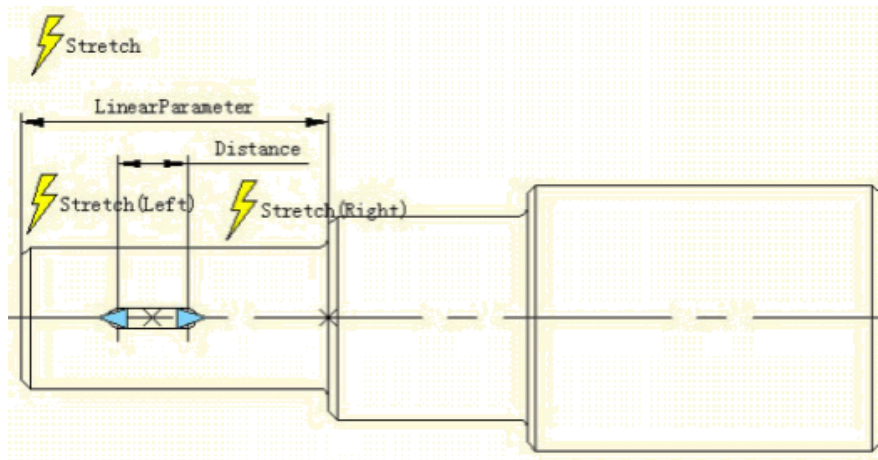 Stretch
LinearParameter
Distance
Stretch(Left)
Stretch(Right)